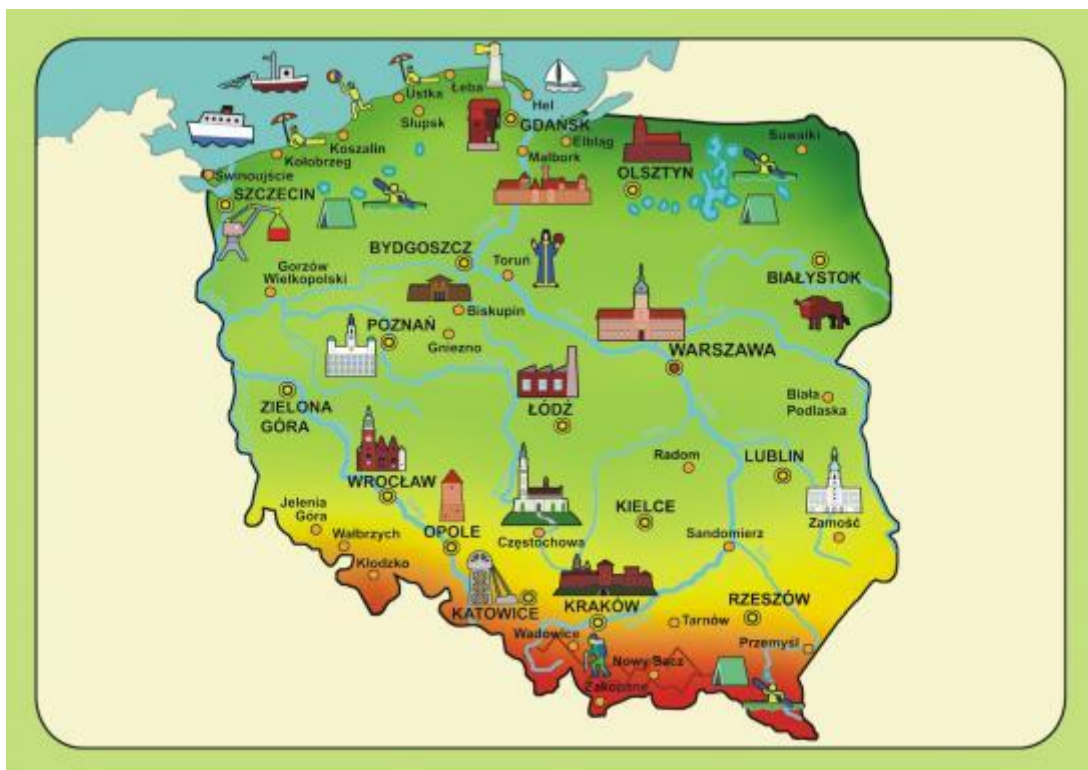 Łeba
Ustka
Hel
Słupsk
GDAŃSK
Koszalin
Elbląg
Suwałki
Kołobrzeg
Malbork
Świnoujście
OLSZTYN
SZCZECIN
BYDGOSZCZ
Toruń
BIAŁYSTOK
Gorzów
Wielkopolski
Biskupin
POZNAŃ
Gniezno
WARSZAWA
ZIELONA
GÓRA
ŁÓDŹ
Biała
Podlaska
Radom
LUBLIN
WROCŁAW
Jelenia
Góra
KIELCE
Zamość
Wałbrzych
OPOLE
Częstochowa
Sandomierz
Kłodzko
KATOWICE
KRAKÓW
RZESZÓW
Tarnów
Wadowice
Przemyśl
Nowy Sącz
Zakopane